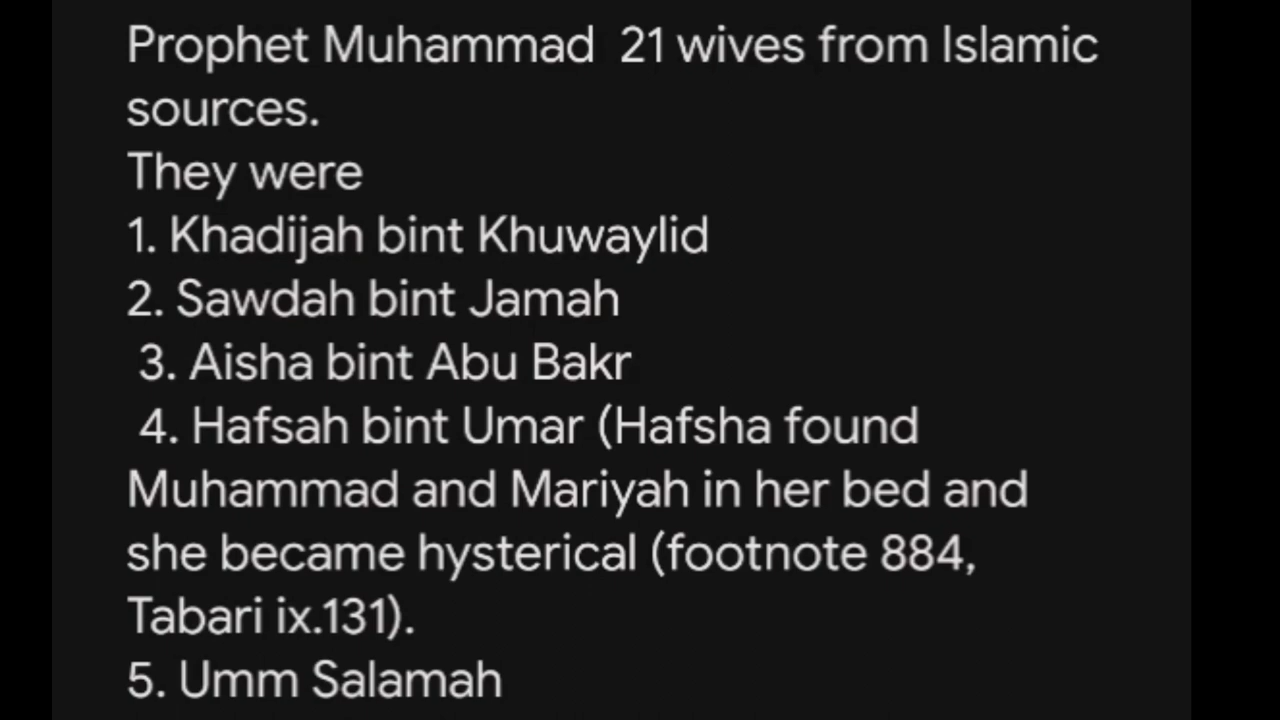 Prophet Muhammad 21 wives from Islamic
sources.
They were
1. Khadijah bint Khuwaylid
2. Sawdah bint Jamah
3. Aisha bint Abu Bakr
4. Hafsah bint Umar (Hafsha found
Muhammad and Mariyah in her bed and
she became hysterical (footnote 884,
Tabari ix.131).
5. Umm Salamah